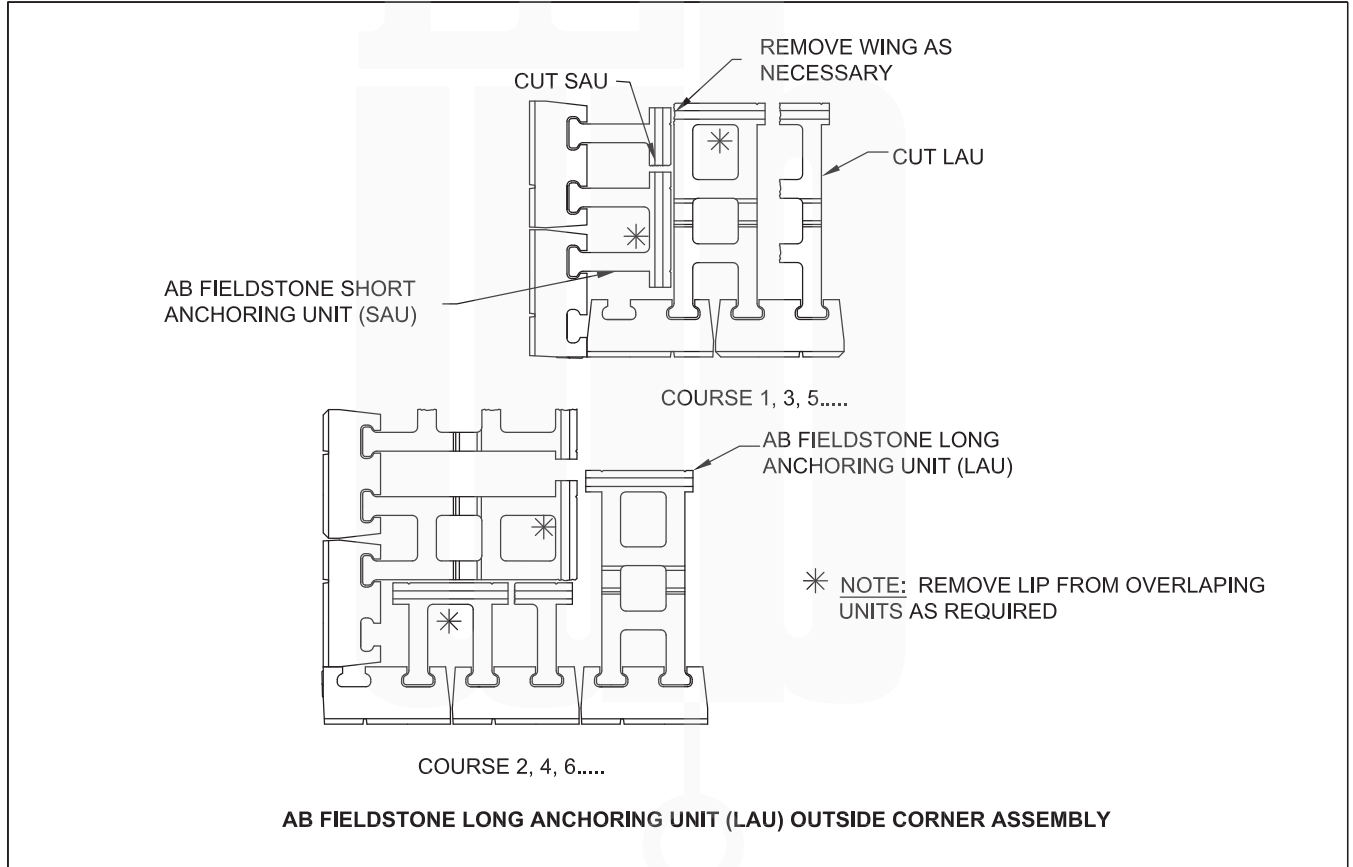 REMOVE WING AS
NECESSARY
CUT SAU
CUT LAU
AB FIELDSTONE SHORT
ANCHORING UNIT (SAU)
COURSE 1, 3, 5.....
AB FIELDSTONE LONG
ANCHORING UNIT (LAU)
NOTE: REMOVE LIP FROM OVERLAPING
UNITS AS REQUIRED
COURSE 2, 4, 6.....
AB FIELDSTONE LONG ANCHORING UNIT (LAU) OUTSIDE CORNER ASSEMBLY